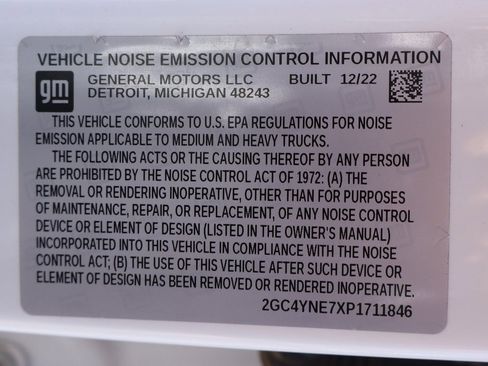 VEHICLE NOISE EMISSION CONTROL INFORMATION
gm GENERAL MOTORS LLC BUILT 12/22
DETROIT, MICHIGAN 48243
THIS VEHICLE CONFORMS TO U.S. EPA REGULATIONS FOR NOISE
EMISSION APPLICABLE TO MEDIUM AND HEAVY TRUCKS.
THE FOLLOWING ACTS OR THE CAUSING THEREOF BY ANY PERSON
ARE PROHIBITED BY THE NOISE CONTROL ACT OF 1972: (A) THE
REMOVAL OR RENDERING INOPERATIVE, OTHER THAN FOR PURPOSES
OF MAINTENANCE, REPAIR, OR REPLACEMENT, OF ANY NOISE CONTROL
DEVICE OR ELEMENT OF DESIGN (LISTED IN THE OWNER'S MANUAL)
INCORPORATED INTO THIS VEHICLE IN COMPLIANCE WITH THE NOISE
CONTROL ACT; (B) THE USE OF THIS VEHICLE AFTER SUCH DEVICE OR
ELEMENT OF DESIGN HAS BEEN REMOVED OR RENDERED INOPERATIVE.
2GC4YNE7XP1711846